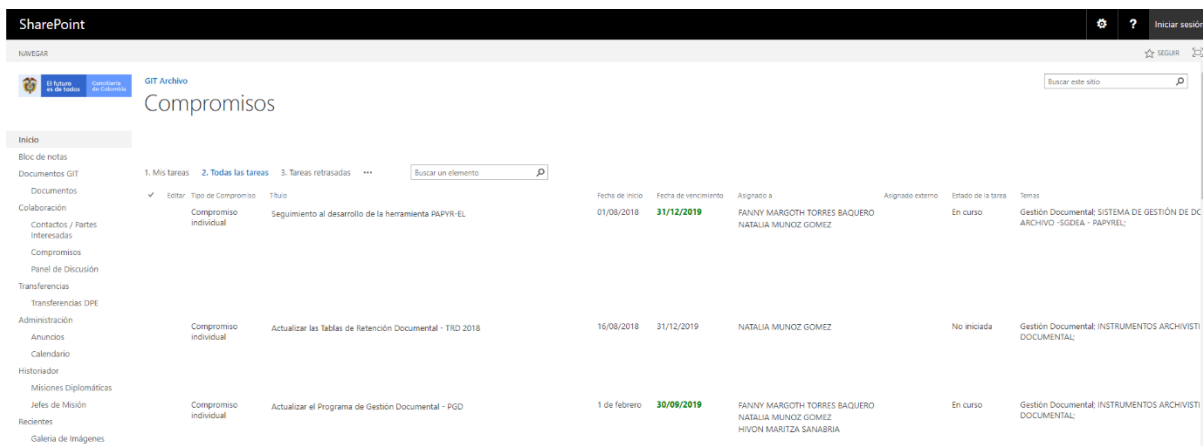 SharePoint
? Iniciar sesión
NAVEGAR
SEGUIR
El futuro es de todos
Cancillería de Colombia
GIT Archivo
Buscar este sitio
Compromisos
Inicio
Bloc de notas
Documentos GIT
Documentos
Colaboración
Contactos / Partes
Interesadas
Compromisos
Panel de Discusión
Transferencias
Transferencias DPE
Administración
Anuncios
Calendario
Historiador
Misiones Diplomáticas
Jefes de Misión
Recientes
Galería de Imágenes
1. Mis tareas 2. Todas las tareas 3. Tareas retrasadas ••• Buscar un elemento
✓ Editar Tipo de Compromiso Título Fecha de inicio Fecha de vencimiento Asignado a Asignado externo Estado de la tarea Temas
Compromiso individual Seguimiento al desarrollo de la herramienta PAPYR-EL 01/08/2018 31/12/2019 FANNY MARGOTH TORRES BAQUERO En curso Gestión Documental; SISTEMA DE GESTIÓN DE DC
NATALIA MUNOZ GOMEZ ARCHIVO -SGDEA - PAPYREL;
Compromiso individual Actualizar las Tablas de Retención Documental - TRD 2018 16/08/2018 31/12/2019 NATALIA MUNOZ GOMEZ No iniciada Gestión Documental; INSTRUMENTOS ARCHIVISTI
DOCUMENTAL;
Compromiso individual Actualizar el Programa de Gestión Documental - PGD 1 de febrero 30/09/2019 FANNY MARGOTH TORRES BAQUERO En curso Gestión Documental; INSTRUMENTOS ARCHIVISTI
NATALIA MUNOZ GOMEZ DOCUMENTAL;
HIVON MARITZA SANABRIA